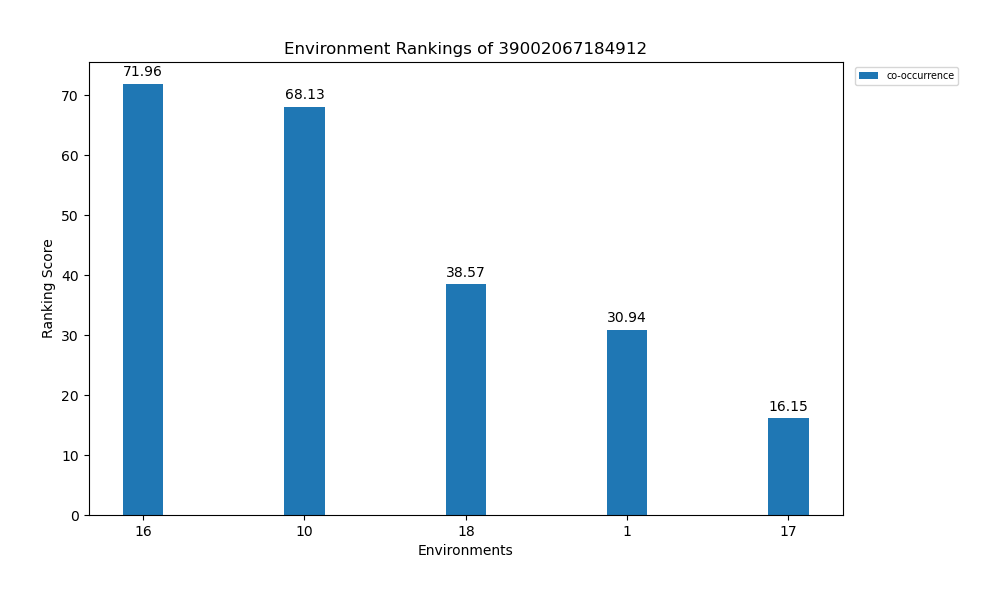 Environment Rankings of 39002067184912
co-occurrence
71.96
68.13
38.57
30.94
16.15
Ranking Score
70
60
50
40
30
20
10
0
16 10 18 1 17
Environments